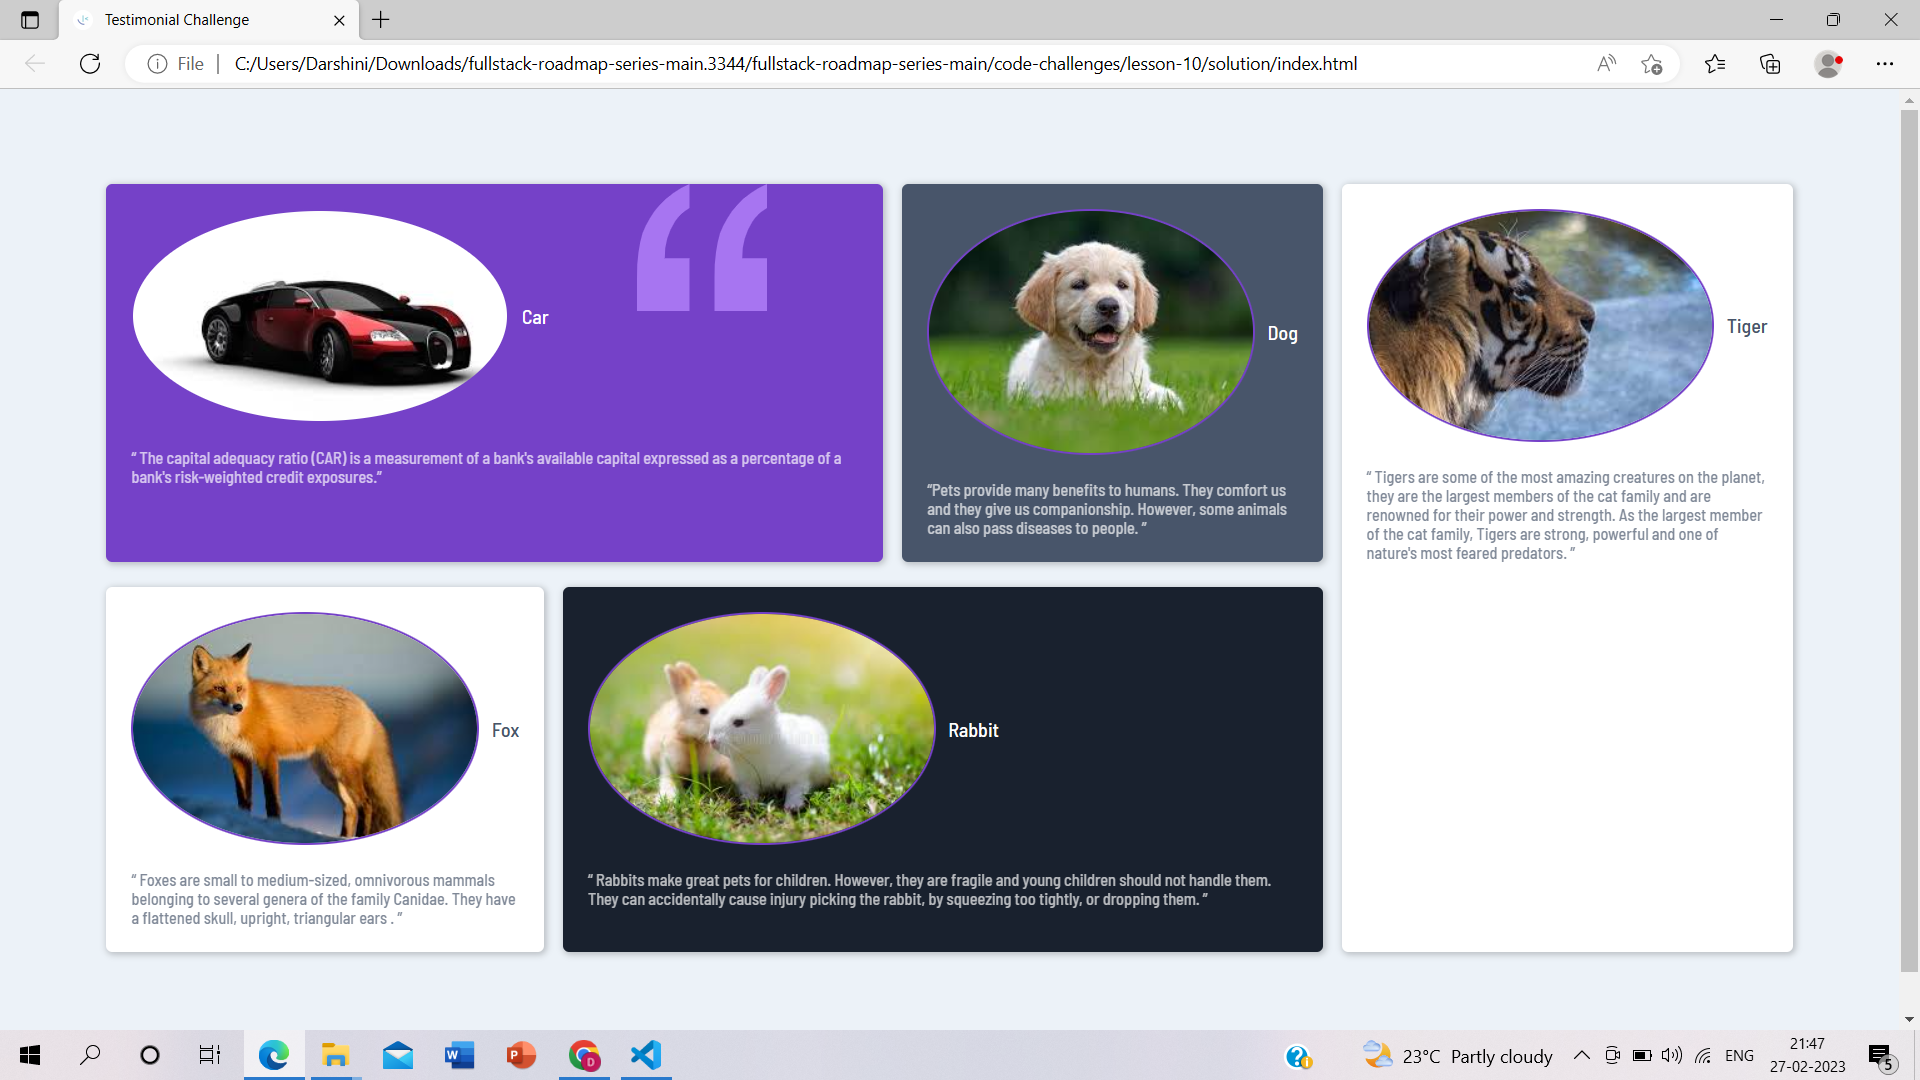 Testimonial Challenge
File
C:/Users/Darshini/Downloads/fullstack-roadmap-series-main.3344/fullstack-roadmap-series-main/code-challenges/lesson-10/solution/index.html
“
Car
“ The capital adequacy ratio (CAR) is a measurement of a bank's available capital expressed as a percentage of a
bank's risk-weighted credit exposures.”
Dog
“Pets provide many benefits to humans. They comfort us
and they give us companionship. However, some animals
can also pass diseases to people. ”
Tiger
“ Tigers are some of the most amazing creatures on the planet,
they are the largest members of the cat family and are
renowned for their power and strength. As the largest member
of the cat family, Tigers are strong, powerful and one of
nature's most feared predators. ”
Fox
“ Foxes are small to medium-sized, omnivorous mammals
belonging to several genera of the family Canidae. They have
a flattened skull, upright, triangular ears . ”
Rabbit
“ Rabbits make great pets for children. However, they are fragile and young children should not handle them.
They can accidentally cause injury picking the rabbit, by squeezing too tightly, or dropping them. ”
W
P
D
23°C Partly cloudy
ENG
21:47
27-02-2023
5